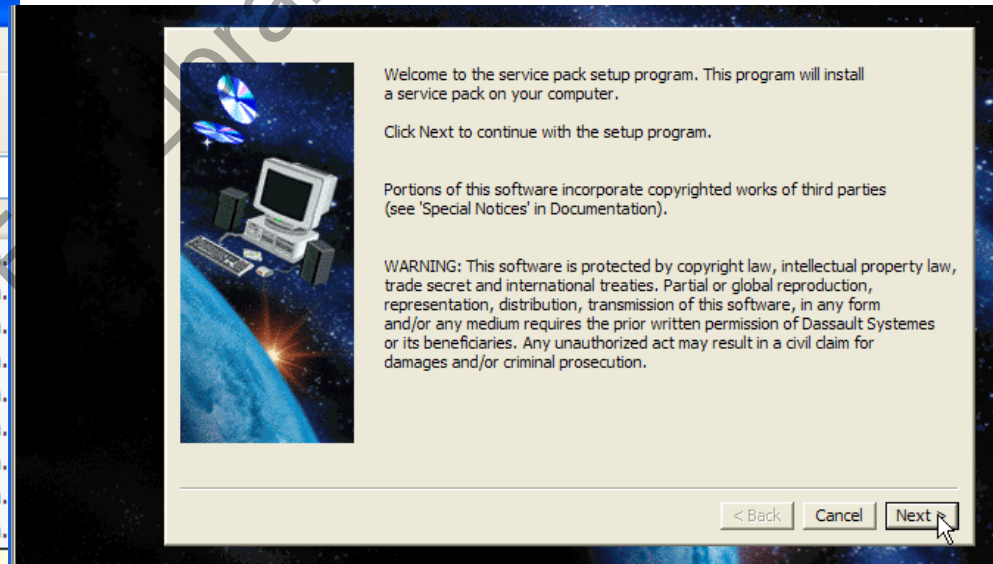 Welcome to the service pack setup program. This program will install
a service pack on your computer.
Click Next to continue with the setup program.
Portions of this software incorporate copyrighted works of third parties
(see 'Special Notices' in Documentation).
WARNING: This software is protected by copyright law, intellectual property law,
trade secret and international treaties. Partial or global reproduction,
representation, distribution, transmission of this software, in any form
and/or any medium requires the prior written permission of Dassault Systemes
or its beneficiaries. Any unauthorized act may result in a civil claim for
damages and/or criminal prosecution.
< Back Cancel Next >